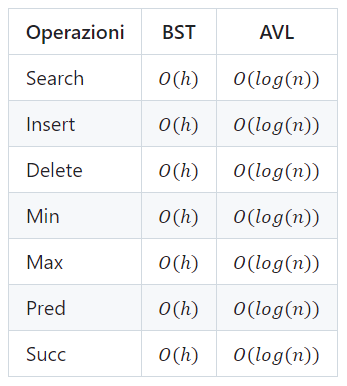 Operazioni BST AVL
Search O(h) O(log(n))
Insert O(h) O(log(n))
Delete O(h) O(log(n))
Min O(h) O(log(n))
Max O(h) O(log(n))
Pred O(h) O(log(n))
Succ O(h) O(log(n))